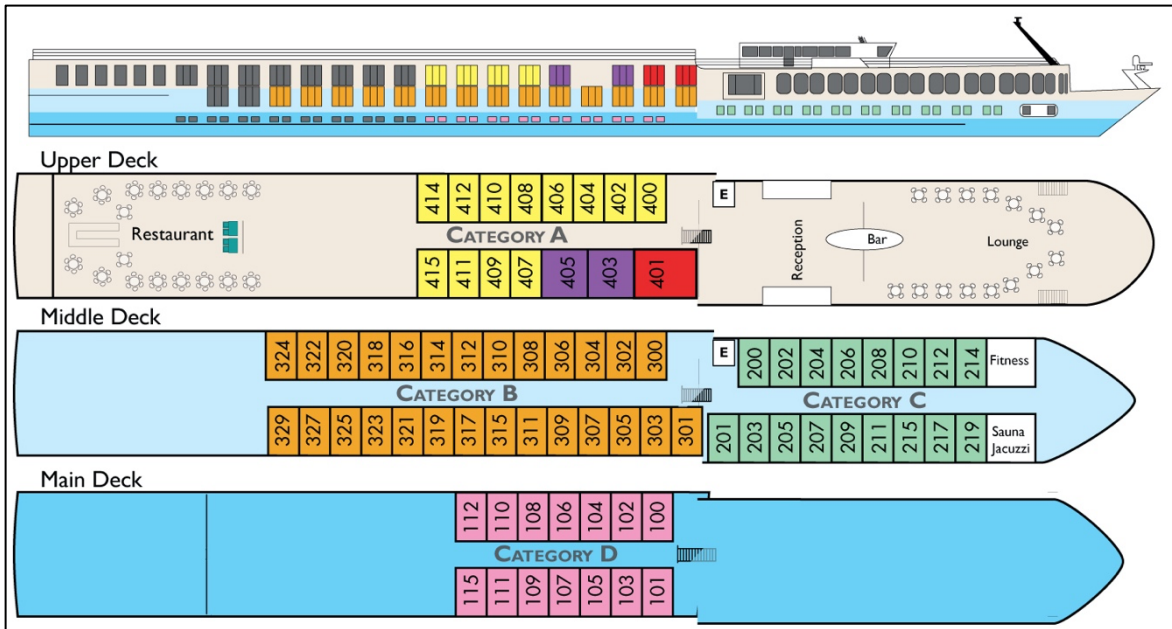 Upper Deck
414 412 410 408 406 404 402 400 E
Restaurant CATEGORY A Reception Bar Lounge
415 411 409 407 405 403 401
Middle Deck
324 322 320 318 316 314 312 310 308 306 304 302 300 E 200 202 204 206 208 210 212 214 Fitness
CATEGORY B CATEGORY C
329 327 325 323 321 319 317 315 311 309 307 305 303 301 201 203 205 207 209 211 215 217 219 Sauna
Jacuzzi
Main Deck
112 110 108 106 104 102 100
CATEGORY D
115 111 109 107 105 103 101